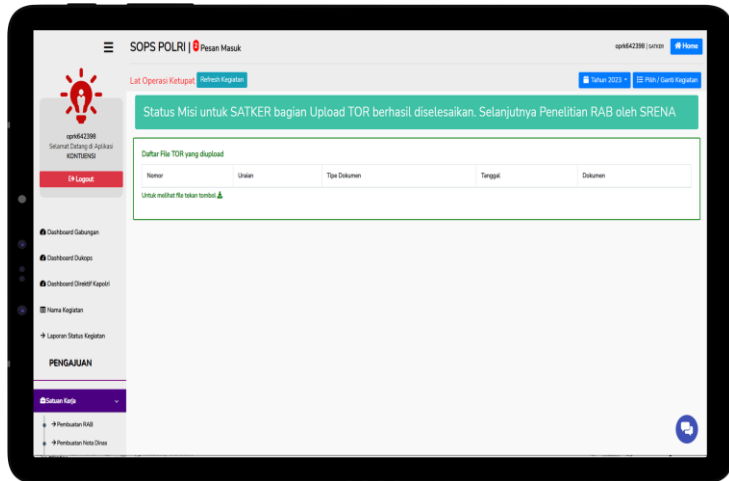 SOPS POLRI | 2 Pesan Masuk
oprk642398 | SATKER
Home
Lat Operasi Ketupat Refresh Kegiatan
Tahun 2023
Pilih / Ganti Kegiatan
Status Misi untuk SATKER bagian Upload TOR berhasil diselesaikan. Selanjutnya Penelitian RAB oleh SRENA
oprk642398
Selamat Datang di Aplikasi
KONTIJENSI
Logout
Daftar File TOR yang diupload
Nomor Uraian Tipe Dokumen Tanggal Dokumen
Untuk melihat file tekan tombol
Dashboard Gabungan
Dashboard Dukops
Dashboard Direktif Kapolri
Nama Kegiatan
Laporan Status Kegiatan
PENGAJUAN
Satuan Kerja
Pembuatan RAB
Pembuatan Nota Dinas